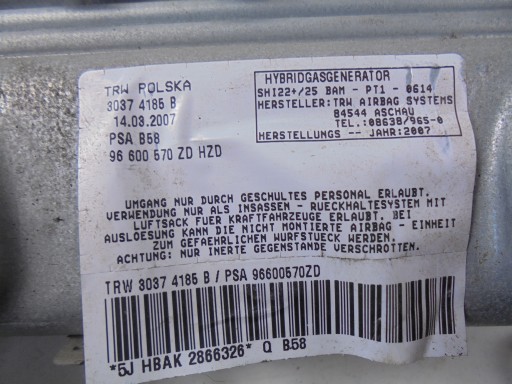 TRW POLSKA
3037 4185 B
14.03.2007
PSA B58
96 600 570 ZD HZD
HYBRIDGASGENERATOR
SHI22+/25 BAM - PT1 - 0614
HERSTELLER: TRW AIRBAG SYSTEMS
84544 ASCHAU
TEL.:08638/965-0
HERSTELLUNGS -- JAHR:2007
UMGANG NUR DURCH GESCHULTES PERSONAL ERLAUBT.
VERWENDUNG NUR ALS INSASSEN - RUECKHALTESYSTEM MIT
LUFTSACK FUER KRAFTFAHRZEUGE ERLAUBT. BEI
AUSLOESUNG KANN DIE NICHT MONTIERTE AIRBAG - EINHEIT
ZUM GEFAEHRLICHEN WURFSTUECK WERDEN.
ACHTUNG: NUR INERTE GEGENSTAENDE VERSCHROTTEN.
TRW 3037 4185 B / PSA 96600570ZD
*5J HBAK 2866326* Q B58